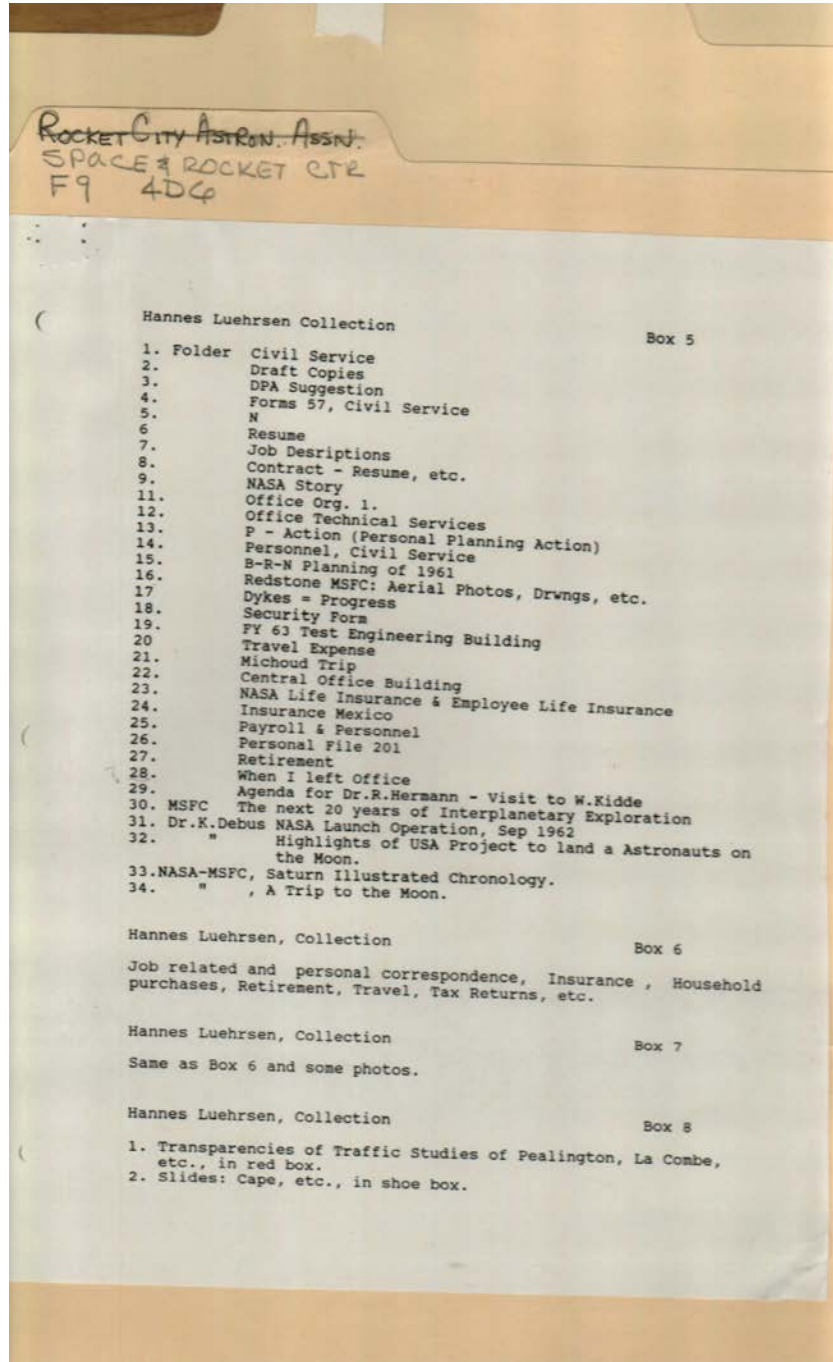 ROCKET CITY ASTRON. ASSN.
SPACE & ROCKET CTR
F9 4D6
Hannes Luehrsen Collection Box 5
1. Folder Civil Service
2. Draft Copies
3. DPA Suggestion
4. Forms 57, Civil Service
5. N
6 Resume
7. Job Desriptions
8. Contract - Resume, etc.
9. NASA Story
11. Office Org. 1.
12. Office Technical Services
13. P - Action (Personal Planning Action)
14. Personnel, Civil Service
15. B-R-N Planning of 1961
16. Redstone MSFC: Aerial Photos, Drwngs, etc.
17 Dykes = Progress
18. Security Form
19. FY 63 Test Engineering Building
20 Travel Expense
21. Michoud Trip
22. Central Office Building
23. NASA Life Insurance & Employee Life Insurance
24. Insurance Mexico
25. Payroll & Personnel
26. Personal File 201
27. Retirement
28. When I left Office
29. Agenda for Dr.R.Hermann - Visit to W.Kidde
30. MSFC The next 20 years of Interplanetary Exploration
31. Dr.K.Debus NASA Launch Operation, Sep 1962
32. " Highlights of USA Project to land a Astronauts on
the Moon.
33.NASA-MSFC, Saturn Illustrated Chronology.
34. " , A Trip to the Moon.
Hannes Luehrsen, Collection Box 6
Job related and personal correspondence, Insurance , Household
purchases, Retirement, Travel, Tax Returns, etc.
Hannes Luehrsen, Collection Box 7
Same as Box 6 and some photos.
Hannes Luehrsen, Collection Box 8
1. Transparencies of Traffic Studies of Pealington, La Combe,
etc., in red box.
2. Slides: Cape, etc., in shoe box.